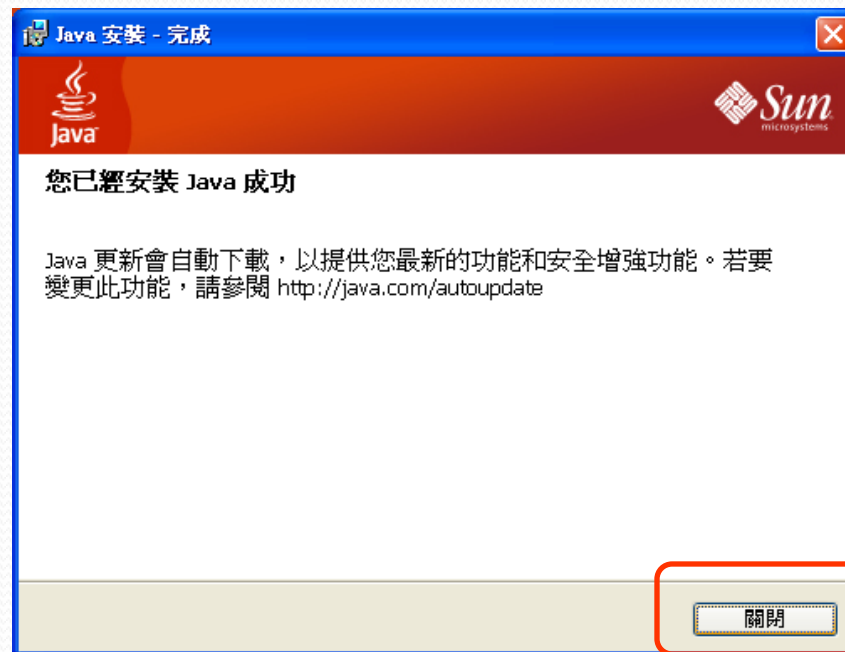 Java 安裝 - 完成
Java
Sun
microsystems
您已經安裝 Java 成功
Java 更新會自動下載，以提供您最新的功能和安全增強功能。若要
變更此功能，請參閱 http://java.com/autoupdate
關閉